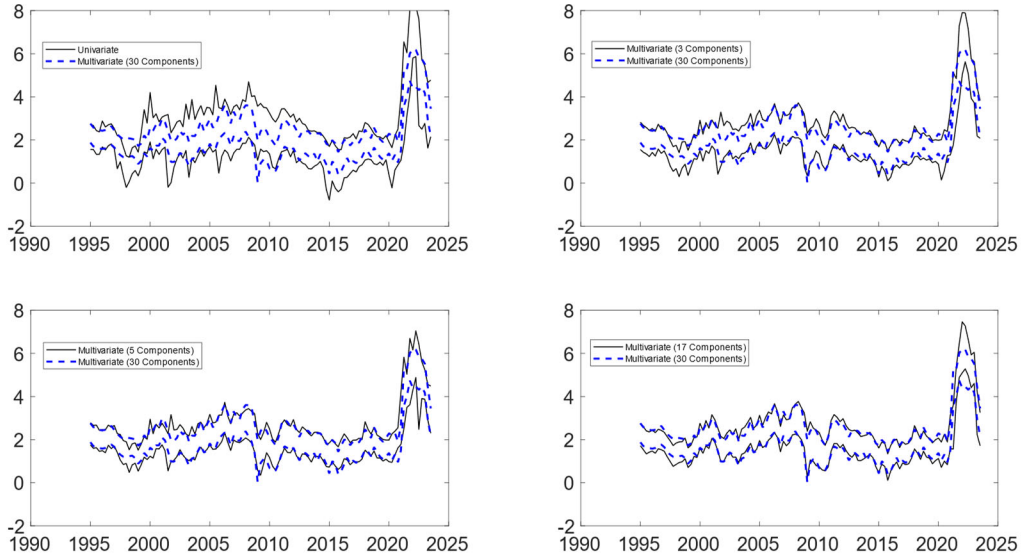 8
6
4
2
0
-2
1990 1995 2000 2005 2010 2015 2020 2025
Univariate
Multivariate (30 Components)
8
6
4
2
0
-2
1990 1995 2000 2005 2010 2015 2020 2025
Multivariate (3 Components)
Multivariate (30 Components)
8
6
4
2
0
-2
1990 1995 2000 2005 2010 2015 2020 2025
Multivariate (5 Components)
Multivariate (30 Components)
8
6
4
2
0
-2
1990 1995 2000 2005 2010 2015 2020 2025
Multivariate (17 Components)
Multivariate (30 Components)